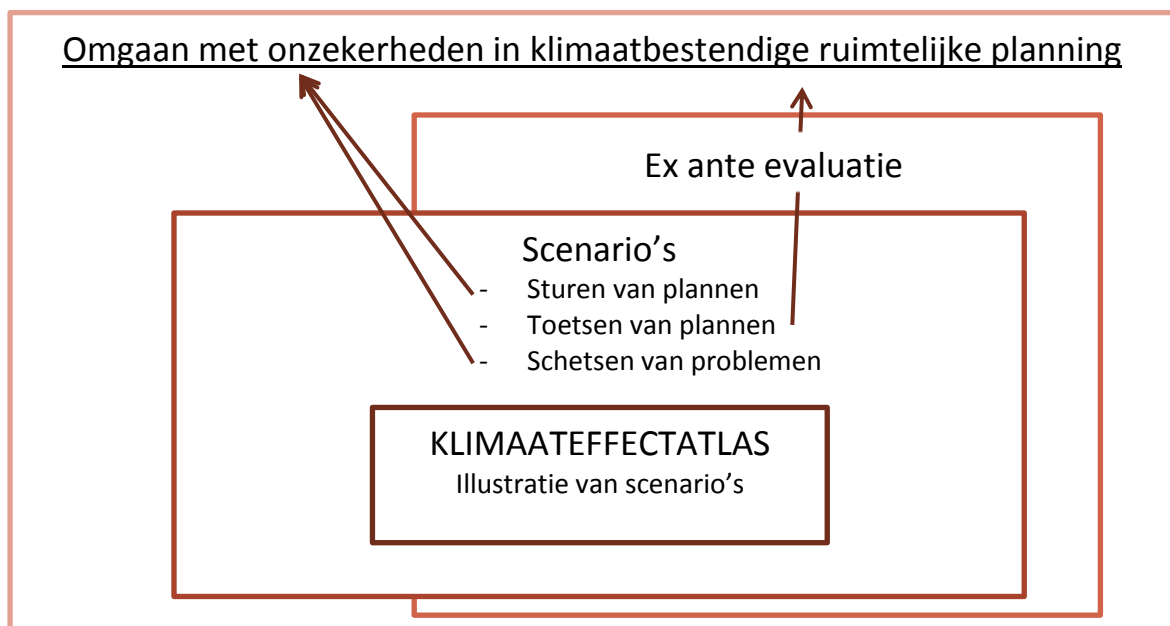 Omgaan met onzekerheden in klimaatbestendige ruimtelijke planning
Ex ante evaluatie
Scenario’s
- Sturen van plannen
- Toetsen van plannen
- Schetsen van problemen
KLIMAATEFFECTATLAS
Illustratie van scenario’s